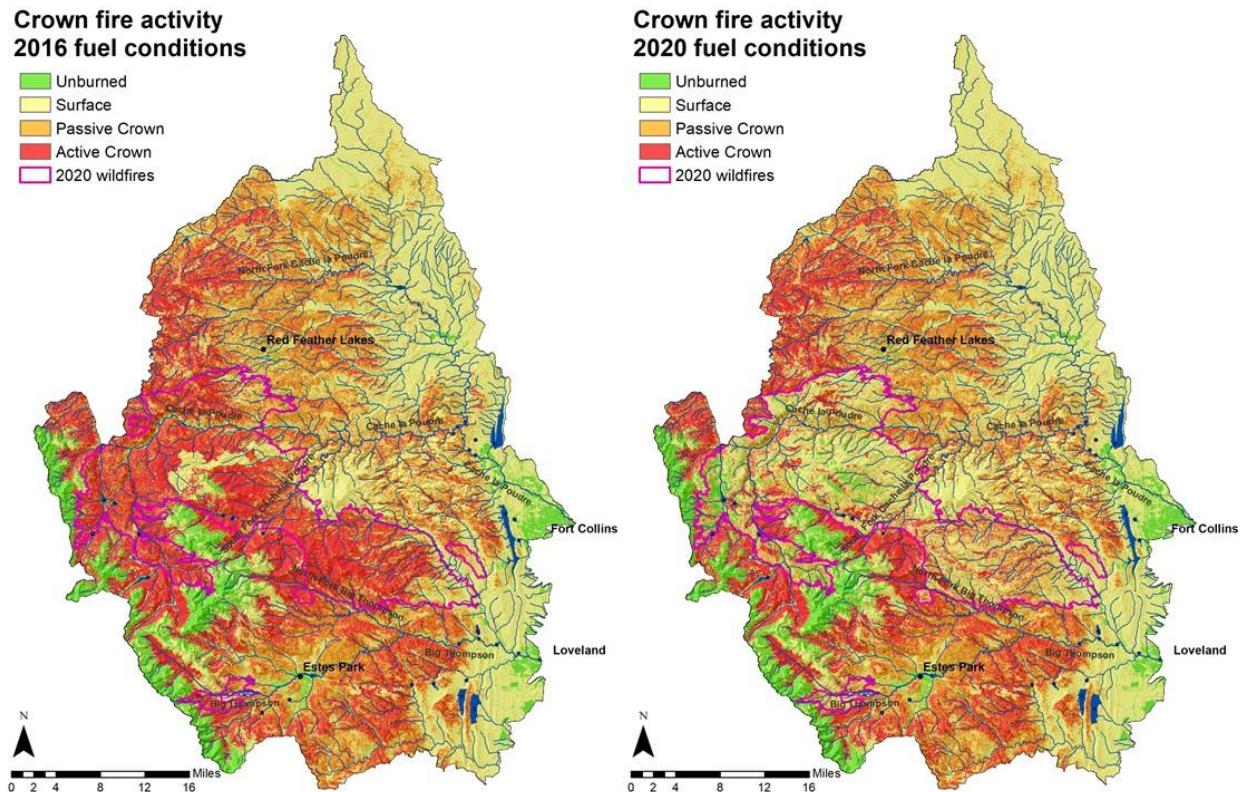 Crown fire activity
2016 fuel conditions
Unburned
Surface
Passive Crown
Active Crown
2020 wildfires
North Fork Cache la Poudre
Red Feather Lakes
Cache la Poudre
Cache la Poudre
Cache la Poudre
Fort Collins
North Fork Big Thompson
Big Thompson
Loveland
Estes Park
Big Thompson
N
Miles
0 2 4 8 12 16
Crown fire activity
2020 fuel conditions
Unburned
Surface
Passive Crown
Active Crown
2020 wildfires
North Fork Cache la Poudre
Red Feather Lakes
Cache la Poudre
Cache la Poudre
Cache la Poudre
Fort Collins
North Fork Big Thompson
Big Thompson
Loveland
Estes Park
Big Thompson
N
Miles
0 2 4 8 12 16